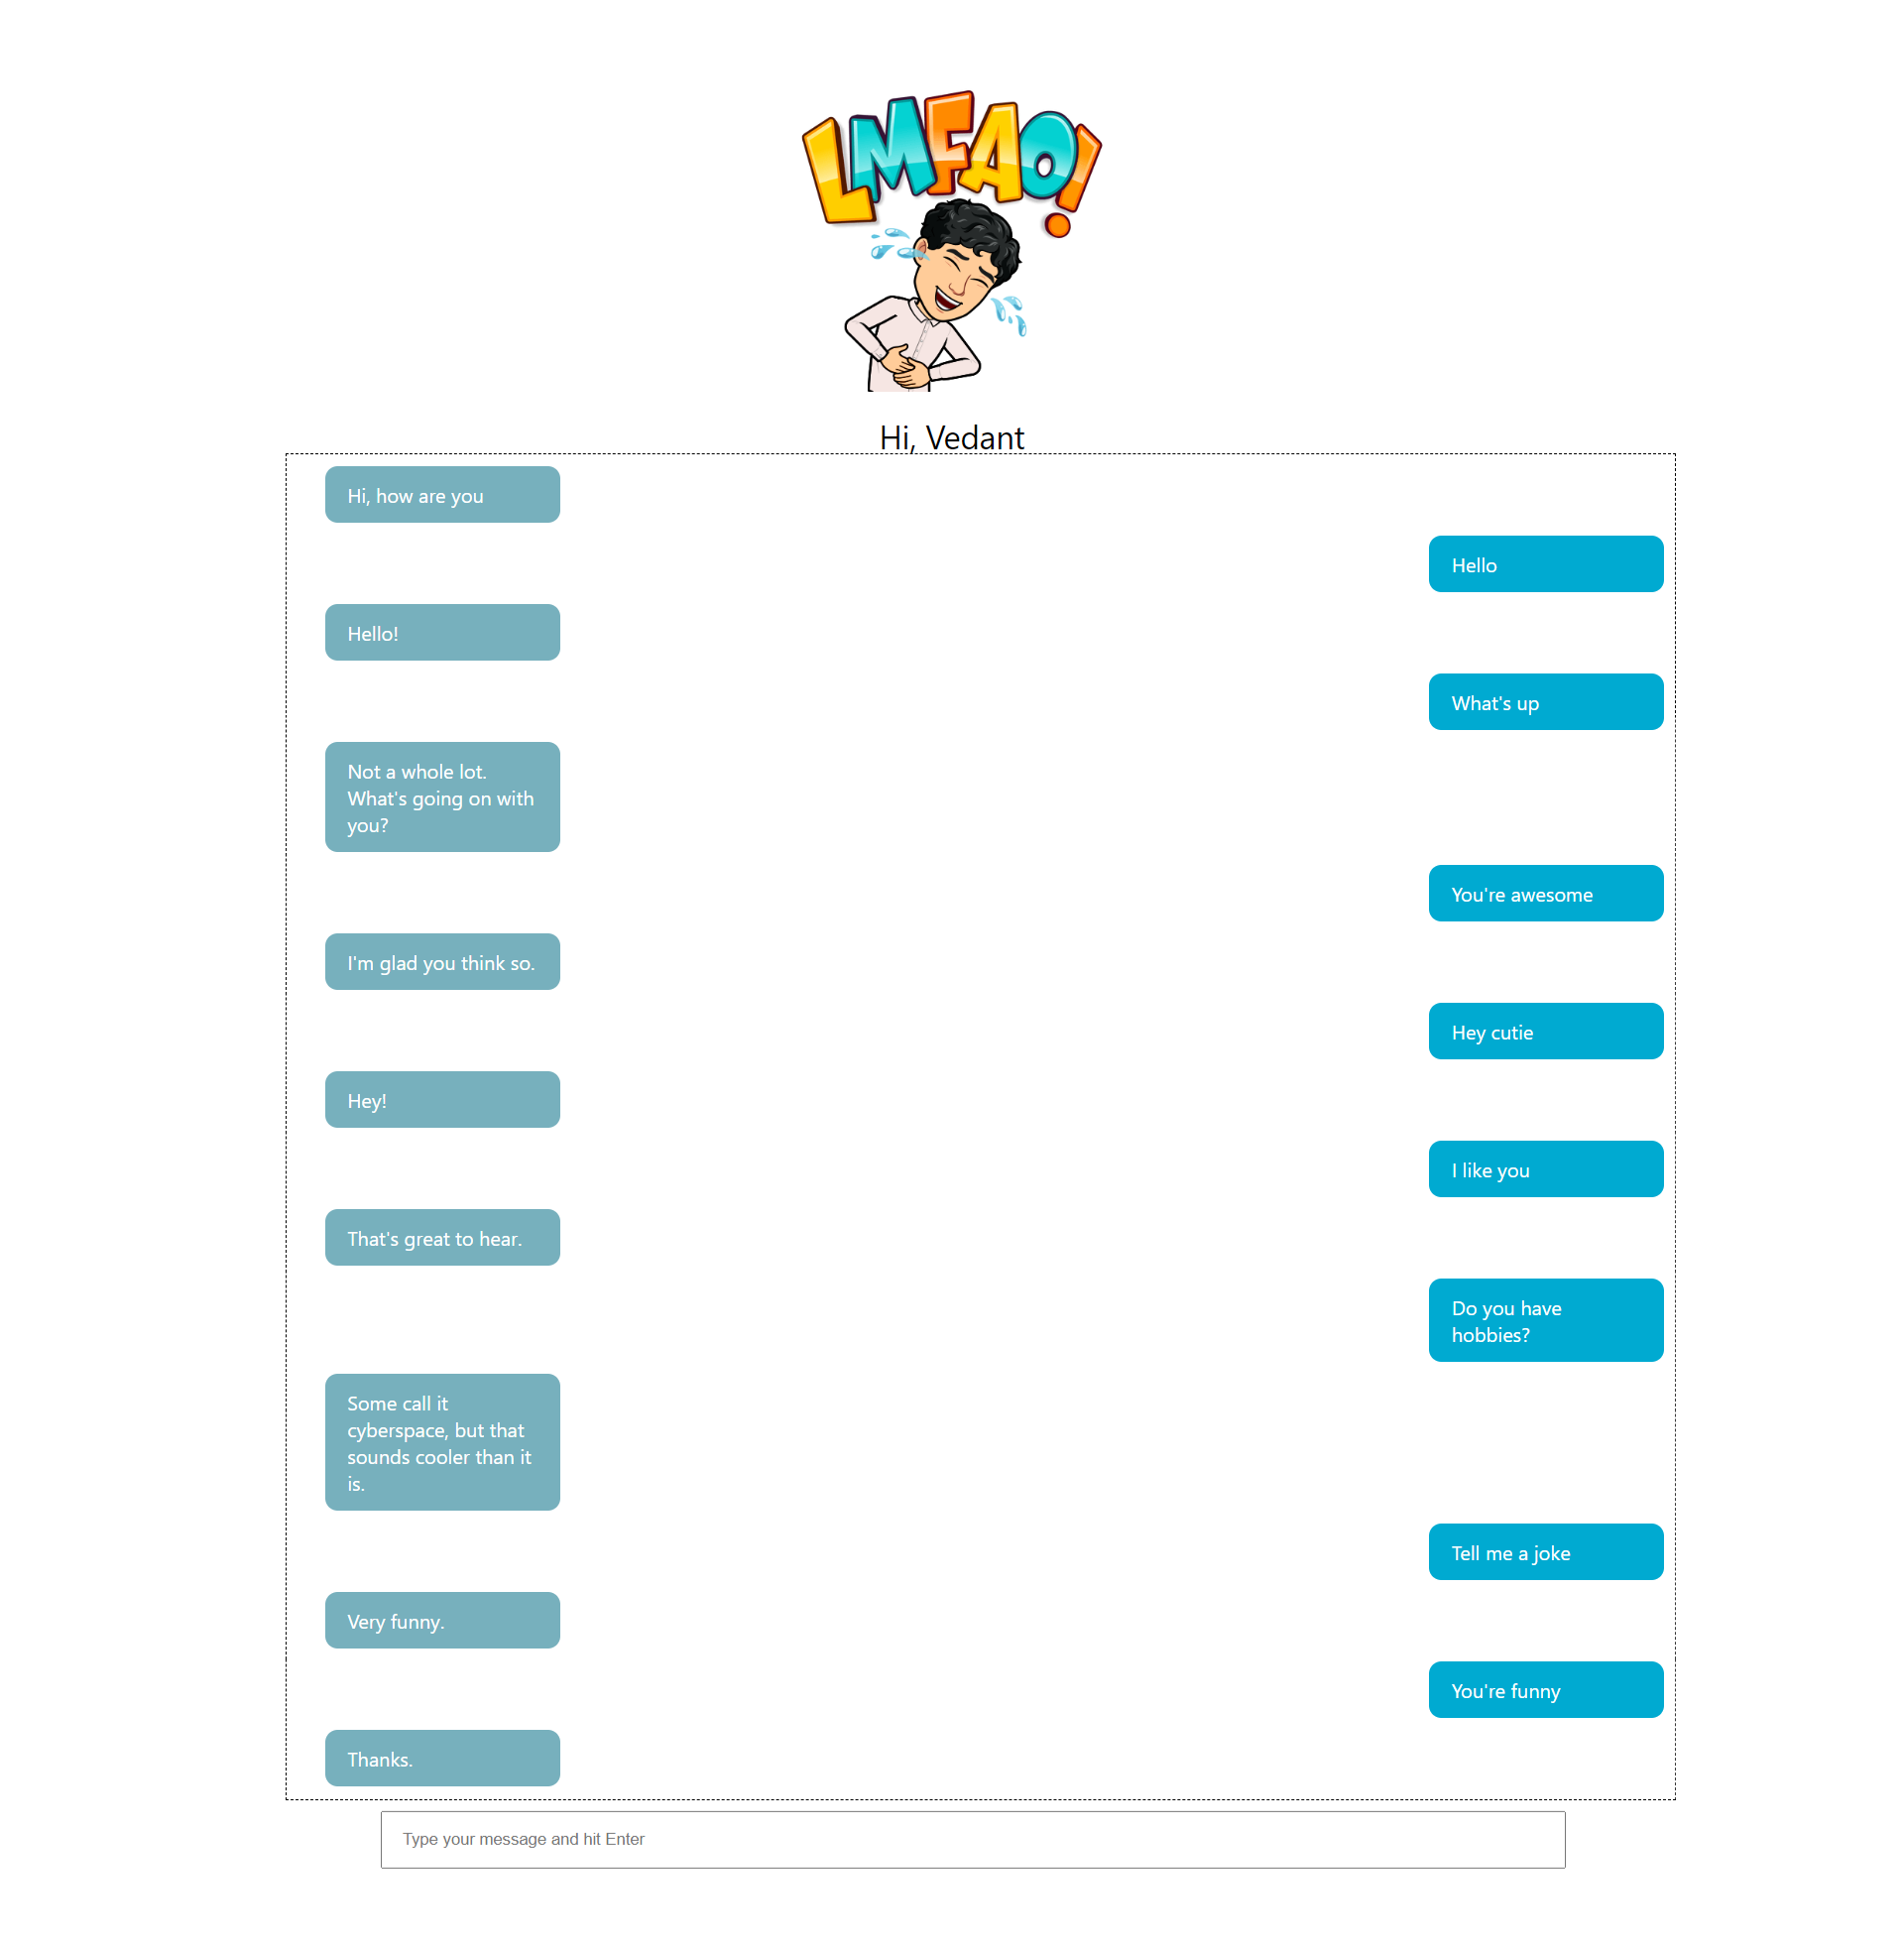 LMFAO!
Hi, Vedant
Hi, how are you
Hello
Hello!
What's up
Not a whole lot.
What's going on with
you?
You're awesome
I'm glad you think so.
Hey cutie
Hey!
I like you
That's great to hear.
Do you have
hobbies?
Some call it
cyberspace, but that
sounds cooler than it
is.
Tell me a joke
Very funny.
You're funny
Thanks.
Type your message and hit Enter